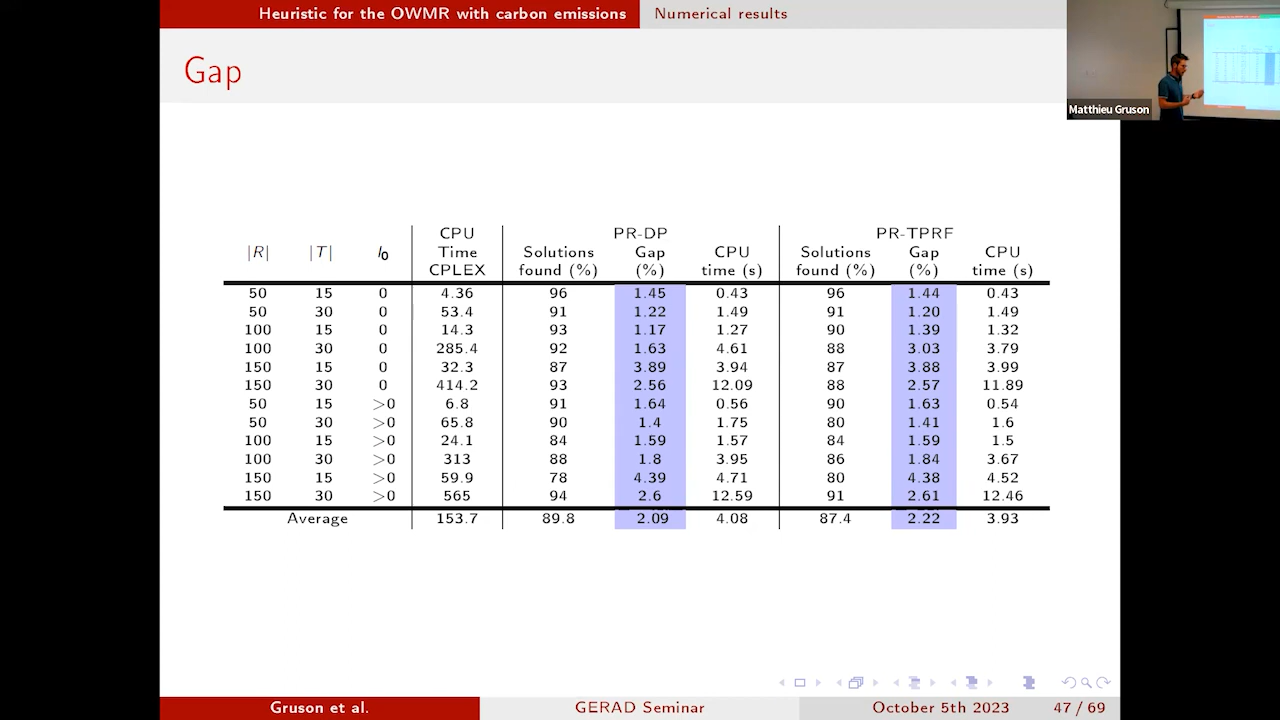 Heuristic for the OWMR with carbon emissions Numerical results
Gap
Matthieu Gruson
CPU PR-DP PR-TPRF
|R| |T| I₀ Time Solutions Gap CPU Solutions Gap CPU
CPLEX found (%) (%) time (s) found (%) (%) time (s)
50 15 0 4.36 96 1.45 0.43 96 1.44 0.43
50 30 0 53.4 91 1.22 1.49 91 1.20 1.49
100 15 0 14.3 93 1.17 1.27 90 1.39 1.32
100 30 0 285.4 92 1.63 4.61 88 3.03 3.79
150 15 0 32.3 87 3.89 3.94 87 3.88 3.99
150 30 0 414.2 93 2.56 12.09 88 2.57 11.89
50 15 >0 6.8 91 1.64 0.56 90 1.63 0.54
50 30 >0 65.8 90 1.4 1.75 80 1.41 1.6
100 15 >0 24.1 84 1.59 1.57 84 1.59 1.5
100 30 >0 313 88 1.8 3.95 86 1.84 3.67
150 15 >0 59.9 78 4.39 4.71 80 4.38 4.52
150 30 >0 565 94 2.6 12.59 91 2.61 12.46
Average 153.7 89.8 2.09 4.08 87.4 2.22 3.93
Gruson et al. GERAD Seminar October 5th 2023 47 / 69